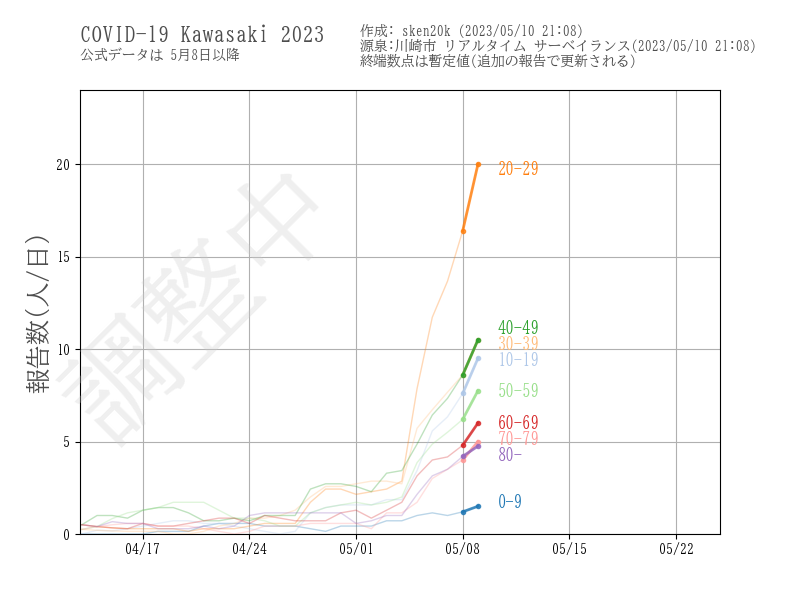 COVID-19 Kawasaki 2023
公式データは 5月8日以降
作成: sken20k (2023/05/10 21:08)
源泉:川崎市 リアルタイム サーベイランス(2023/05/10 21:08)
終端数点は暫定値(追加の報告で更新される)
報告数(人/日)
調整中
20
15
10
5
0
20-29
40-49
30-39
10-19
50-59
60-69
70-79
80-
0-9
04/17
04/24
05/01
05/08
05/15
05/22